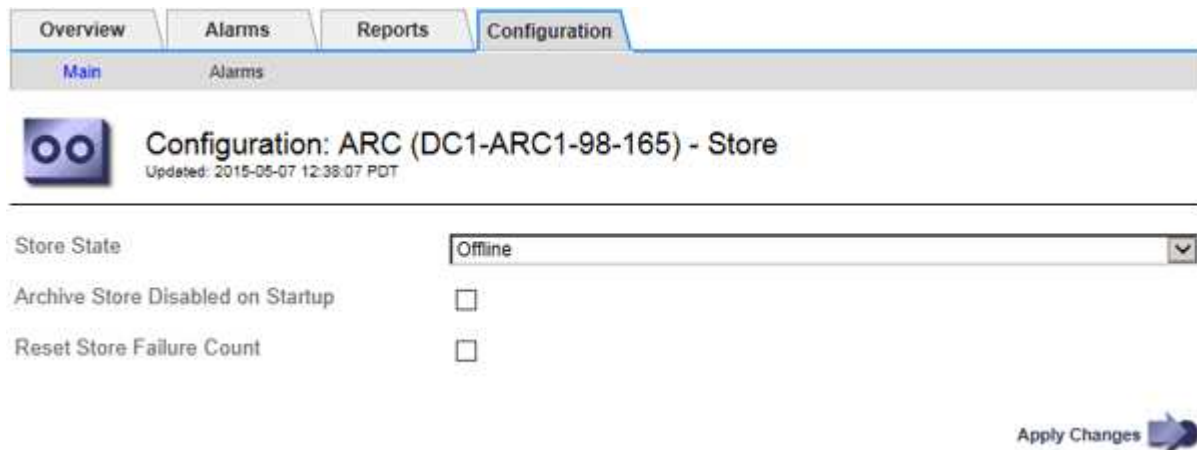 Overview Alarms Reports Configuration
Main Alarms
Configuration: ARC (DC1-ARC1-98-165) - Store
Updated: 2015-05-07 12:38:07 PDT
Store State Offline
Archive Store Disabled on Startup
Reset Store Failure Count
Apply Changes